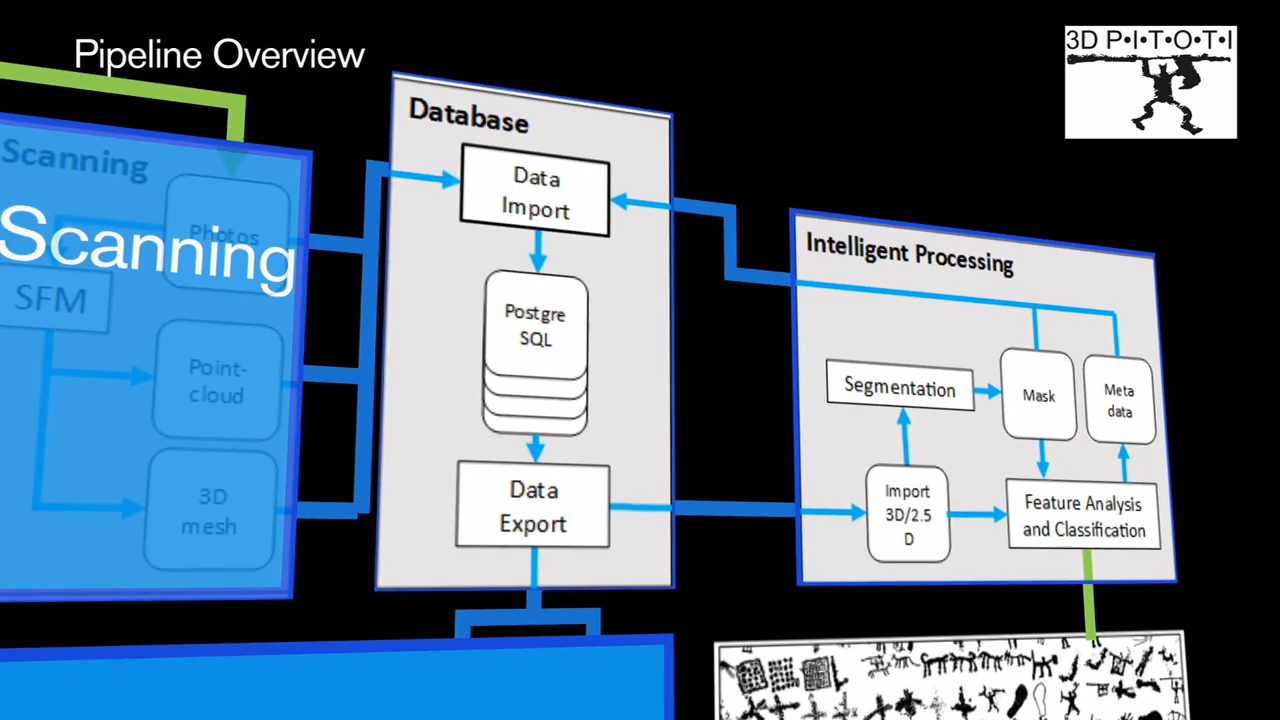 Pipeline Overview
3D P•I•T•O•T•I
Scanning
Photos
Scanning
SFM
Point-
cloud
3D
mesh
Database
Data
Import
Postgre
SQL
Data
Export
Intelligent Processing
Segmentation
Mask
Meta
data
Import
3D/2.5
D
Feature Analysis
and Classification